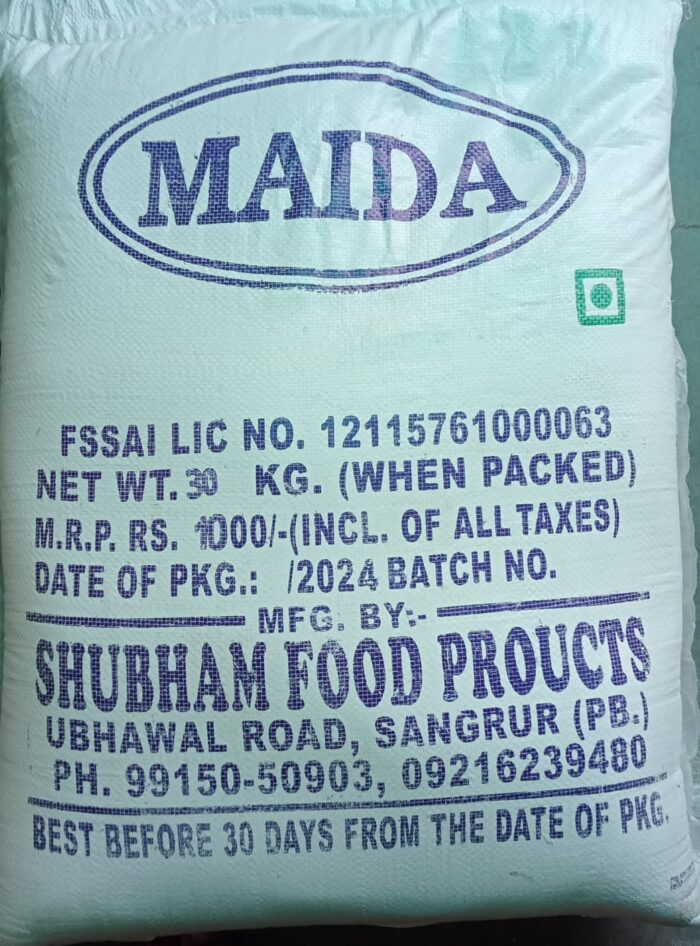 MAIDA
FSSAI LIC NO. 12115761000063
NET WT. 30 KG. (WHEN PACKED)
M.R.P. RS. 1000/-(INCL. OF ALL TAXES)
DATE OF PKG.: /2024 BATCH NO.
MFG. BY:-
SHUBHAM FOOD PROUCTS
UBHAWAL ROAD, SANGRUR (PB.)
PH. 99150-50903, 09216239480
BEST BEFORE 30 DAYS FROM THE DATE OF PKG.